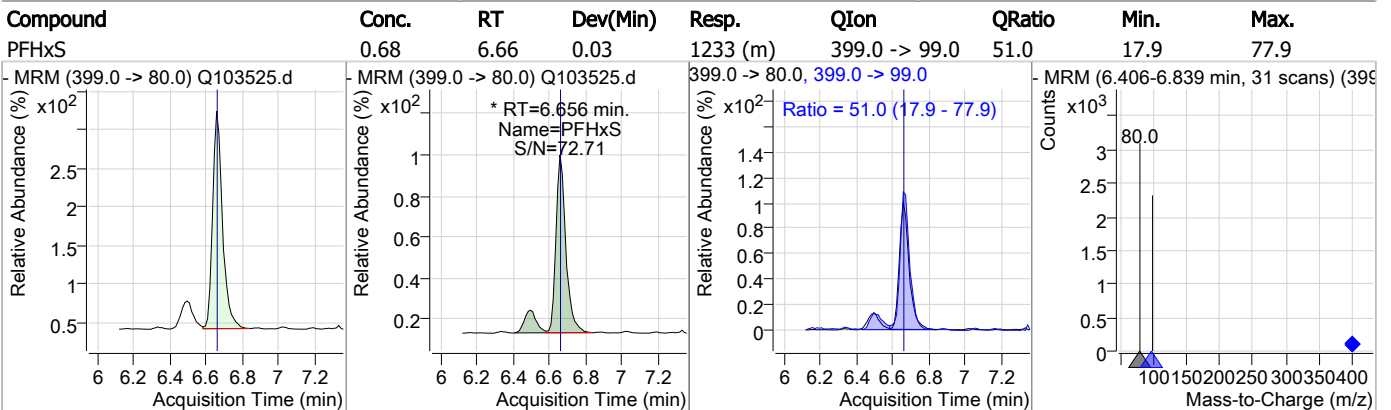 Compound Conc. RT Dev(Min) Resp. QIon QRatio Min. Max.
PFHxS 0.68 6.66 0.03 1233 (m) 399.0 -> 99.0 51.0 17.9 77.9
- MRM (399.0 -> 80.0) Q103525.d
x10²
Relative Abundance (%)
2.5
2
1.5
1
0.5
6 6.2 6.4 6.6 6.8 7 7.2
Acquisition Time (min)
- MRM (399.0 -> 80.0) Q103525.d
x10²
* RT=6.656 min.
Name=PFHxS
S/N=72.71
Relative Abundance (%)
1
0.8
0.6
0.4
0.2
6 6.2 6.4 6.6 6.8 7 7.2
Acquisition Time (min)
399.0 -> 80.0, 399.0 -> 99.0
x10²
Ratio = 51.0 (17.9 - 77.9)
Relative Abundance (%)
1.4
1.2
1
0.8
0.6
0.4
0.2
0
6 6.2 6.4 6.6 6.8 7 7.2
Acquisition Time (min)
- MRM (6.406-6.839 min, 31 scans) (399
x10³
Counts
80.0
3
2.5
2
1.5
1
0.5
0
100 150 200 250 300 350 400
Mass-to-Charge (m/z)